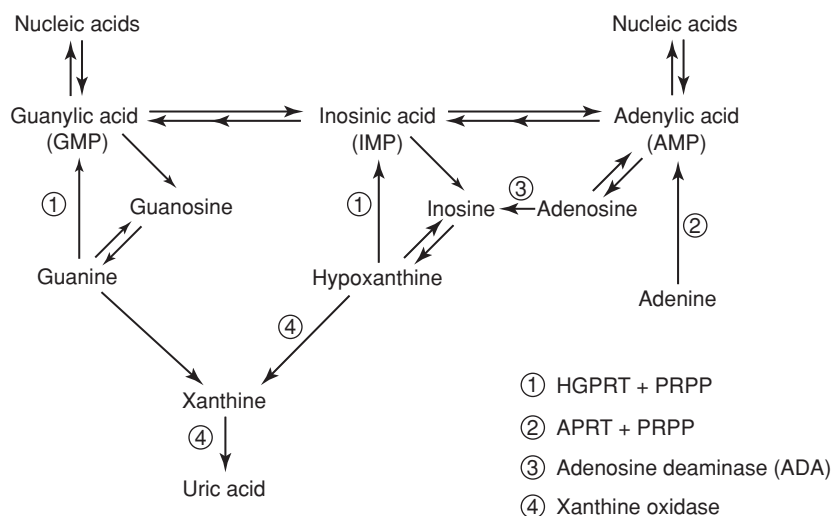 Nucleic acids
Nucleic acids
Guanylic acid
(GMP)
Inosinic acid
(IMP)
Adenylic acid
(AMP)
1
Guanosine
1
Inosine
3
Adenosine
2
Guanine
Hypoxanthine
Adenine
4
Xanthine
4
Uric acid
1 HGPRT + PRPP
2 APRT + PRPP
3 Adenosine deaminase (ADA)
4 Xanthine oxidase